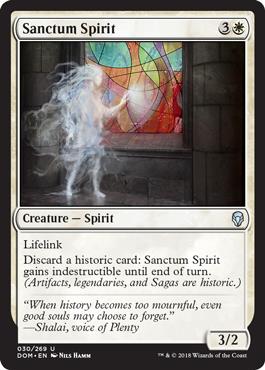 Sanctum Spirit 3
Creature — Spirit
Lifelink
Discard a historic card: Sanctum Spirit
gains indestructible until end of turn.
(Artifacts, legendaries, and Sagas are historic.)
“When history becomes too mournful, even
good souls may choose to forget.”
—Shalai, voice of Plenty
3/2
030/269 U
DOM • EN NILS HAMM
™ & © 2018 Wizards of the Coast